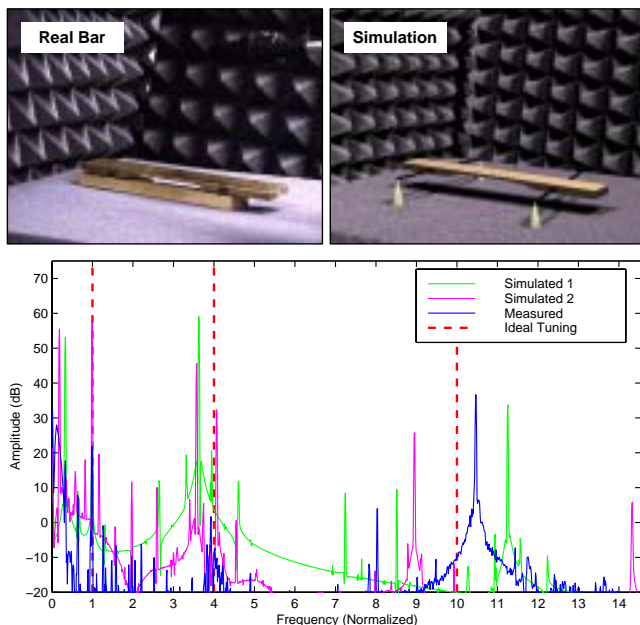 Real Bar
Simulation
70
60
50
40
30
20
10
0
−10
−20
Amplitude (dB)
Simulated 1
Simulated 2
Measured
Ideal Tuning
0 1 2 3 4 5 6 7 8 9 10 11 12 13 14
Frequency (Normalized)